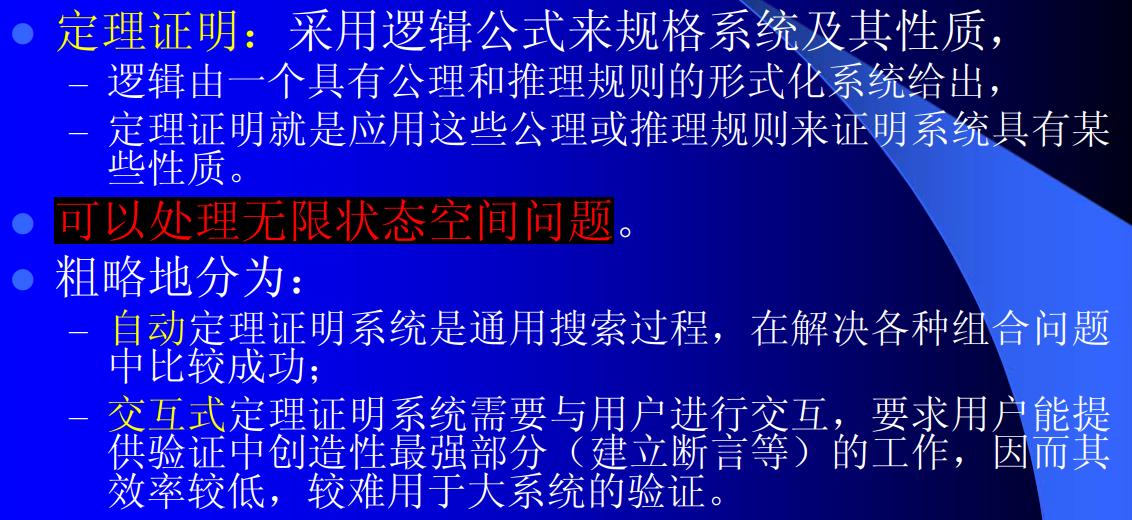 定理证明：采用逻辑公式来规格系统及其性质，
– 逻辑由一个具有公理和推理规则的形式化系统给出，
– 定理证明就是应用这些公理或推理规则来证明系统具有某
些性质。
可以处理无限状态空间问题。
粗略地分为：
– 自动定理证明系统是通用搜索过程，在解决各种组合问题
中比较成功；
– 交互式定理证明系统需要与用户进行交互，要求用户能提
供验证中创造性最强部分（建立断言等）的工作，因而其
效率较低，较难用于大系统的验证。